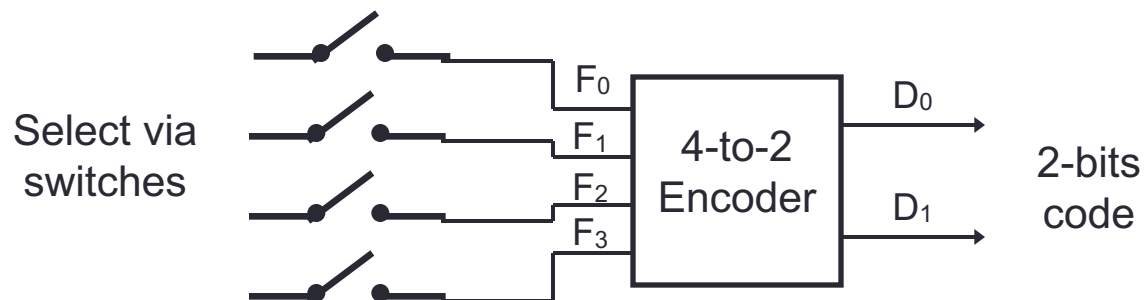 Select via
switches
F₀
F₁
F₂
F₃
4-to-2
Encoder
D₀
D₁
2-bits
code